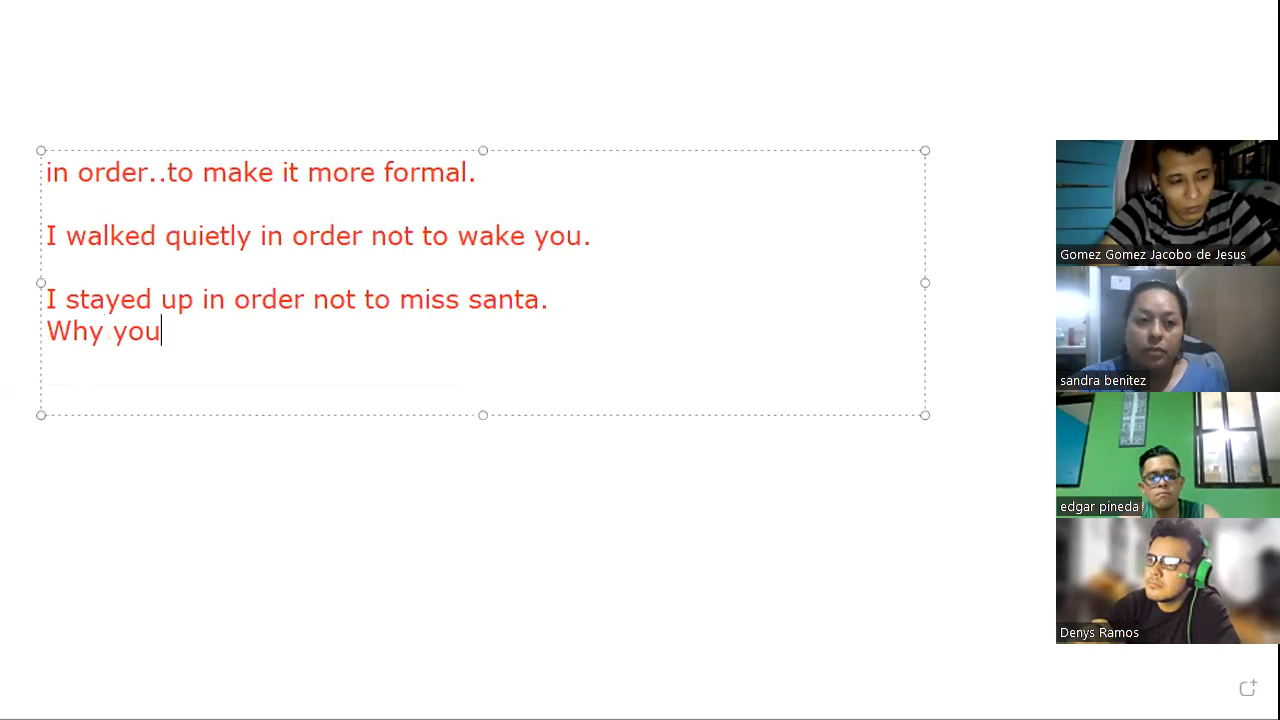 in order..to make it more formal.
I walked quietly in order not to wake you.
I stayed up in order not to miss santa.
Why you
Gomez Gomez Jacobo de Jesus
sandra benitez
edgar pineda
Denys Ramos